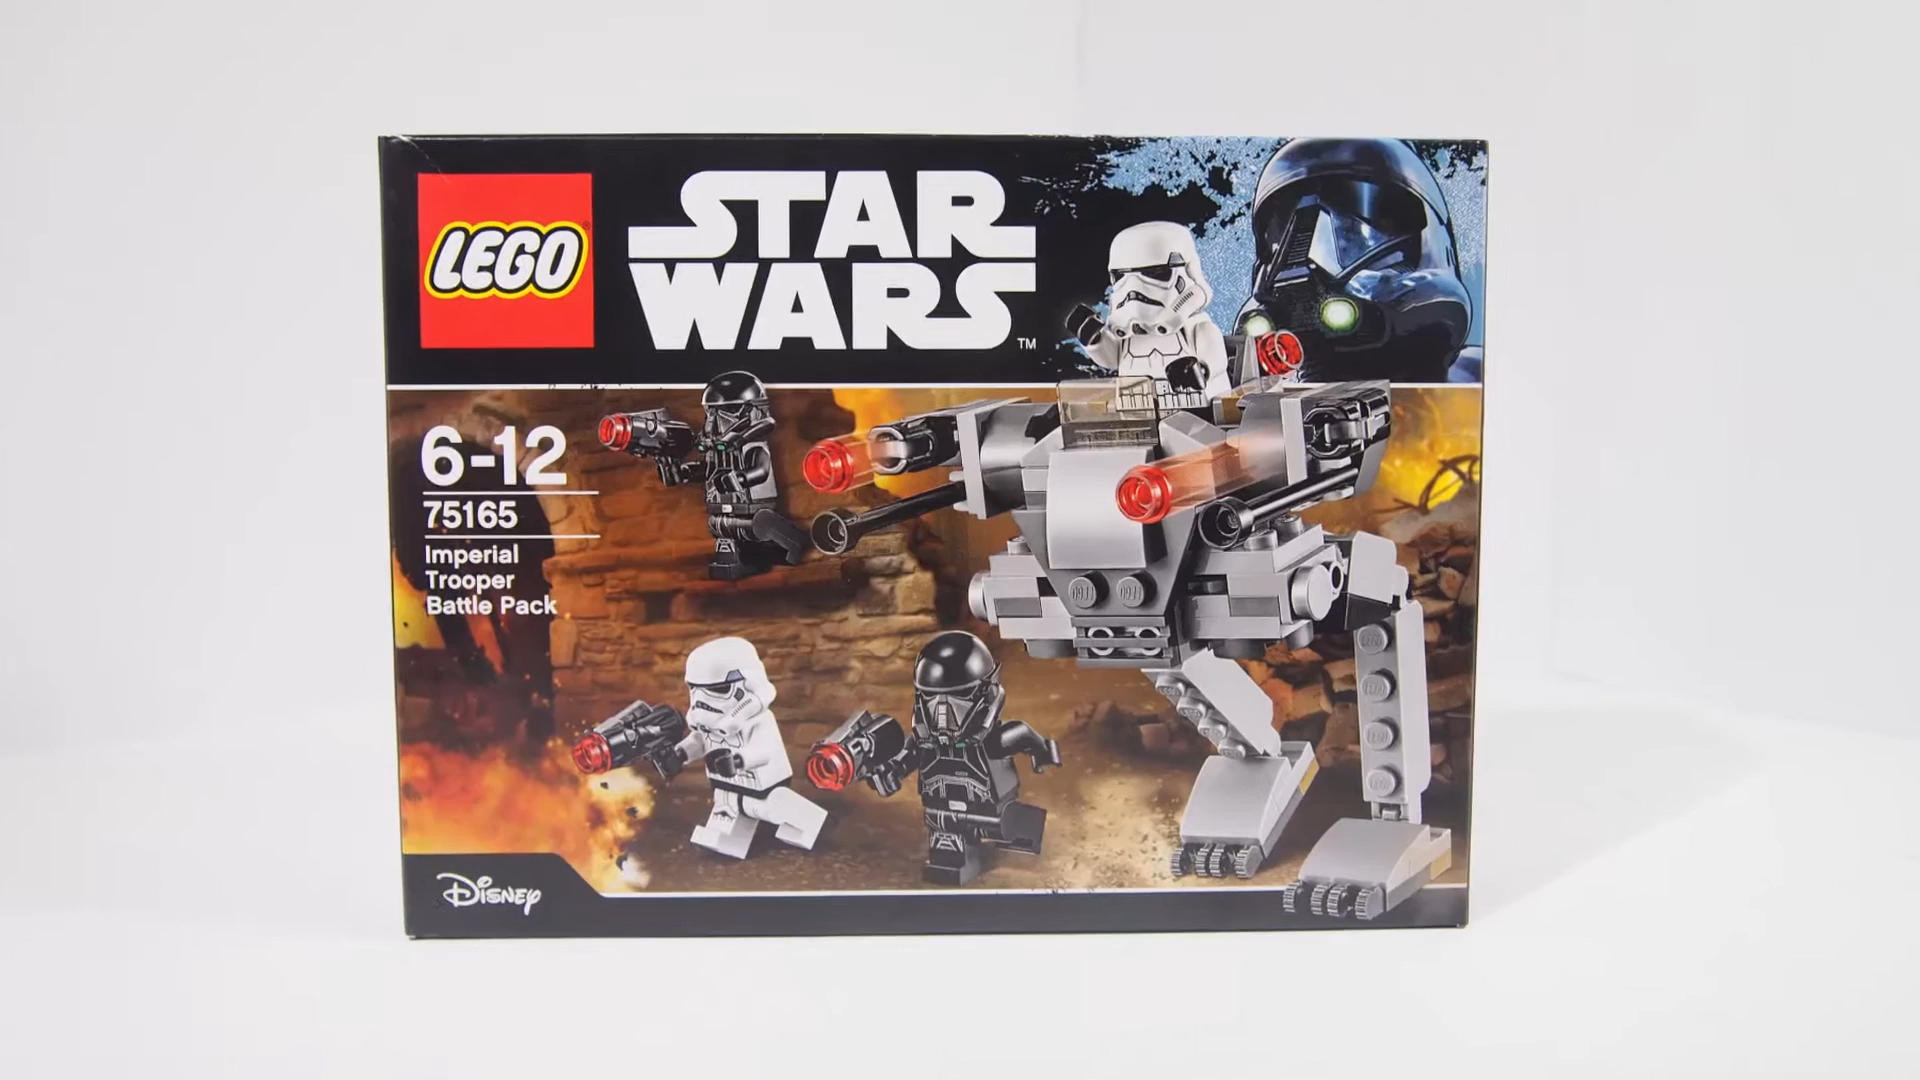 LEGO
STAR
WARS
TM
6-12
75165
Imperial
Trooper
Battle Pack
Disney